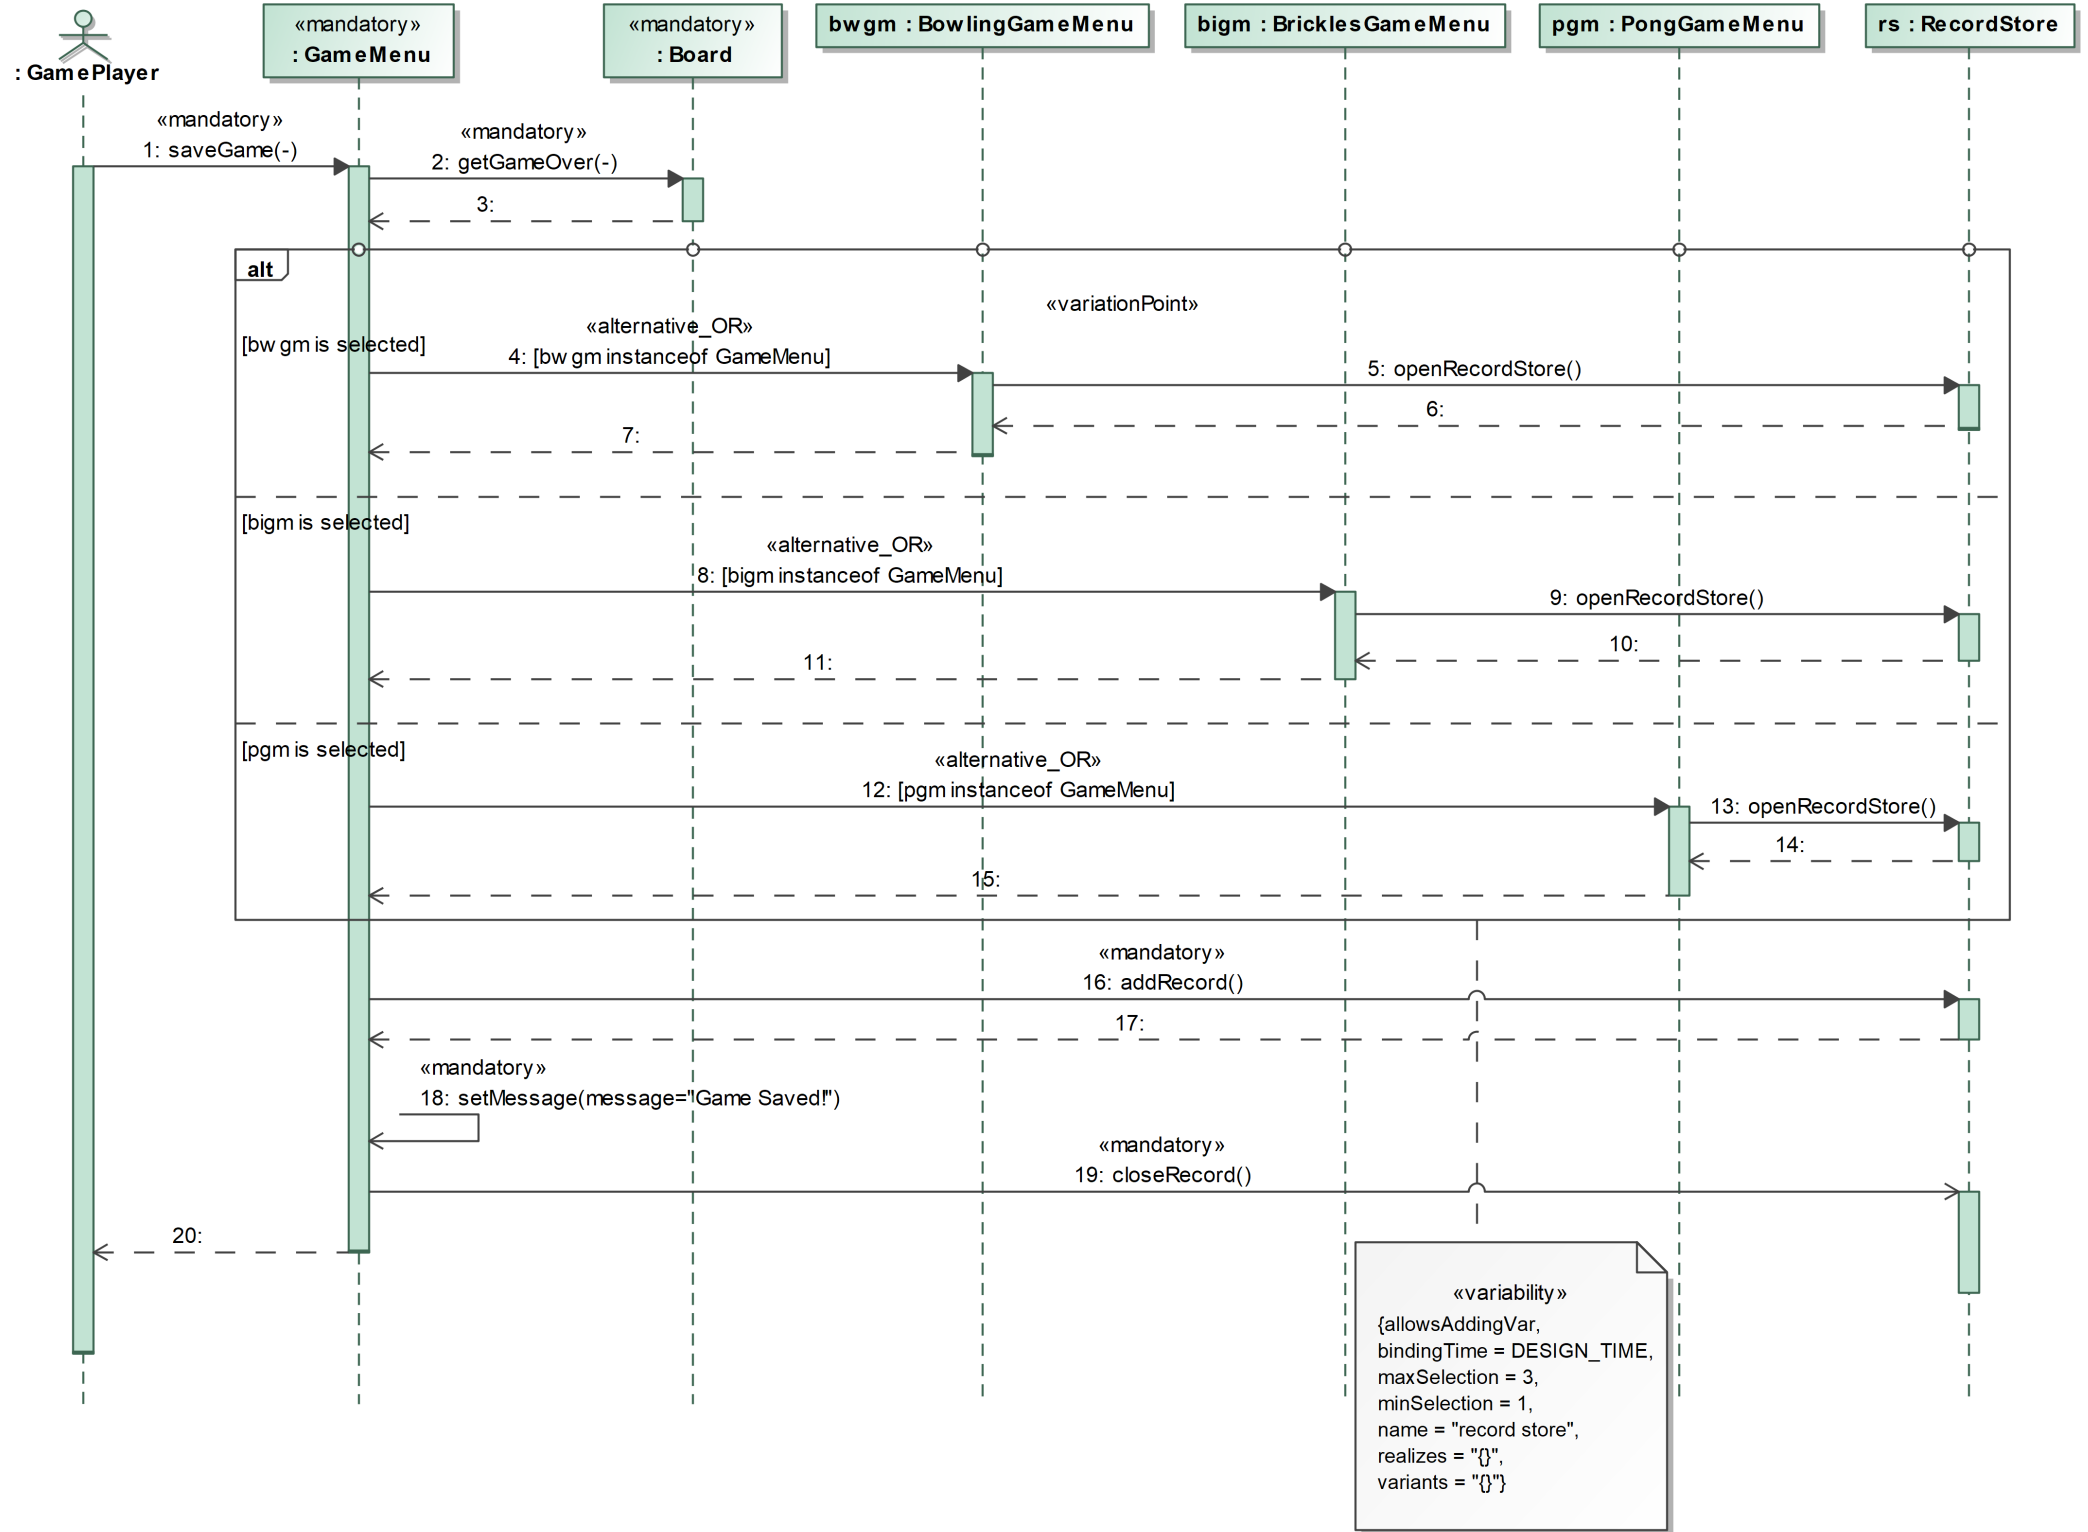 : GamePlayer
«mandatory»
: GameMenu
«mandatory»
: Board
bwgm : BowlingGameMenu
bigm : BricklesGameMenu
pgm : PongGameMenu
rs : RecordStore
«mandatory»
1: saveGame(-)
«mandatory»
2: getGameOver(-)
3:
alt
«variationPoint»
[bwgm is selected]
«alternative_OR»
4: [bwgm instanceof GameMenu]
5: openRecordStore()
6:
7:
[bigm is selected]
«alternative_OR»
8: [bigm instanceof GameMenu]
9: openRecordStore()
10:
11:
[pgm is selected]
«alternative_OR»
12: [pgm instanceof GameMenu]
13: openRecordStore()
14:
15:
«mandatory»
16: addRecord()
17:
«mandatory»
18: setMessage(message="Game Saved!")
«mandatory»
19: closeRecord()
20:
«variability»
{allowsAddingVar,
bindingTime = DESIGN_TIME,
maxSelection = 3,
minSelection = 1,
name = "record store",
realizes = "{}",
variants = "{}"}